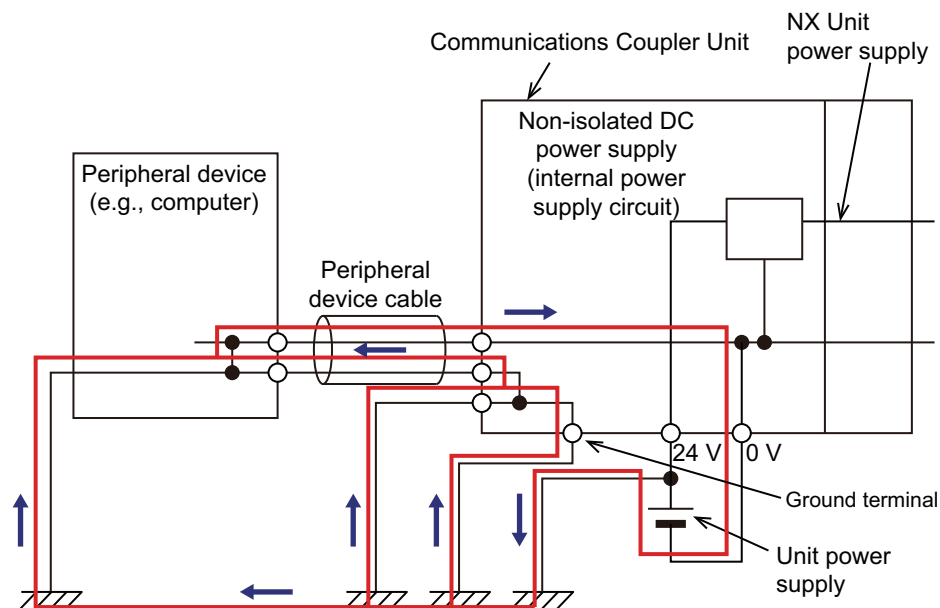 Communications Coupler Unit
NX Unit
power supply
Non-isolated DC
power supply
(internal power
supply circuit)
Peripheral device
(e.g., computer)
Peripheral
device cable
24 V
0 V
Ground terminal
Unit power
supply